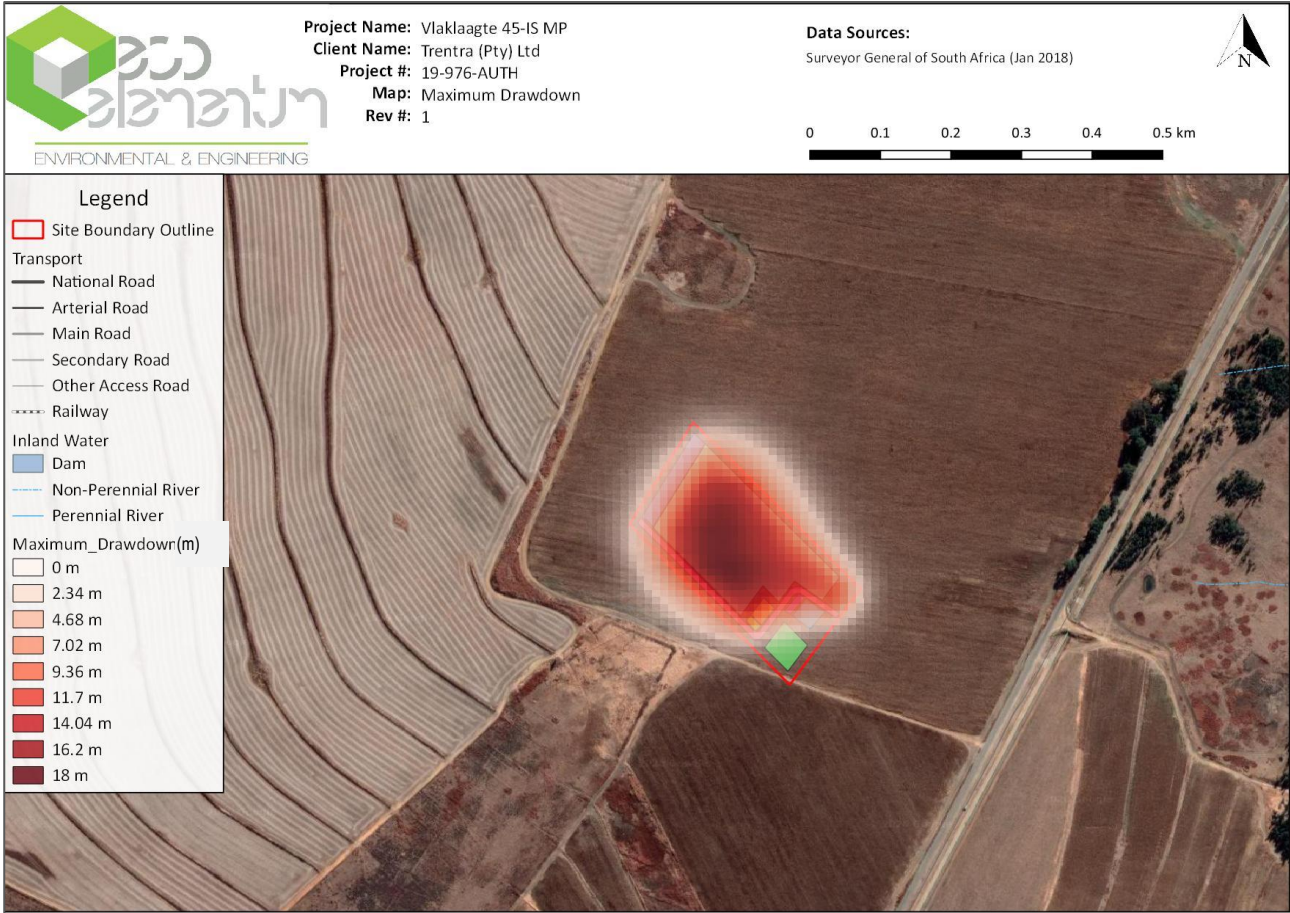 eco
elementum
ENVIRONMENTAL & ENGINEERING
Project Name: Vlaklaagte 45-IS MP
Client Name: Trentra (Pty) Ltd
Project #: 19-976-AUTH
Map: Maximum Drawdown
Rev #: 1
Data Sources:
Surveyor General of South Africa (Jan 2018)
N
0 0.1 0.2 0.3 0.4 0.5 km
Legend
Site Boundary Outline
Transport
National Road
Arterial Road
Main Road
Secondary Road
Other Access Road
Railway
Inland Water
Dam
Non-Perennial River
Perennial River
Maximum_Drawdown(m)
0 m
2.34 m
4.68 m
7.02 m
9.36 m
11.7 m
14.04 m
16.2 m
18 m